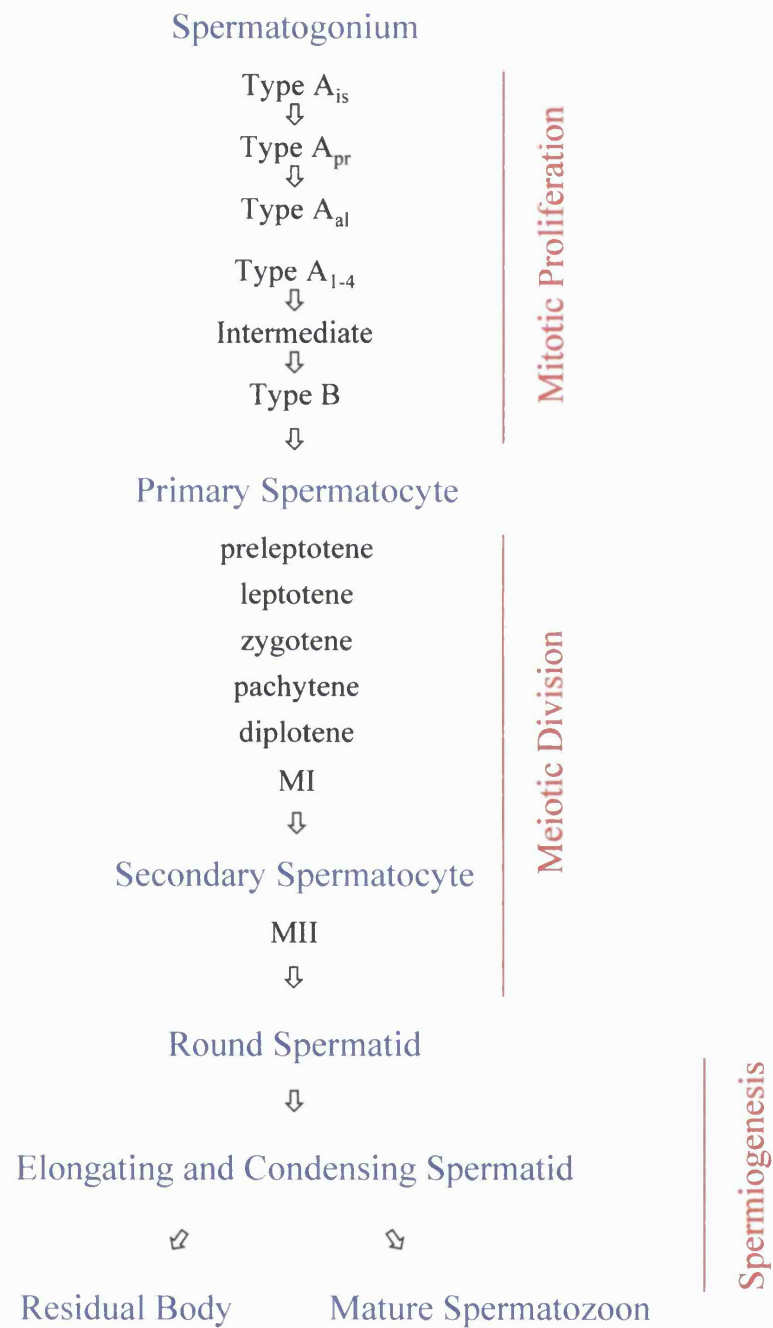 Spermatogonium
Type A_is
⇩
Type A_pr
⇩
Type A_al
Type A_1-4
⇩
Intermediate
⇩
Type B
⇩
Mitotic Proliferation
Primary Spermatocyte
preleptotene
leptotene
zygotene
pachytene
diplotene
MI
⇩
Secondary Spermatocyte
MII
⇩
Meiotic Division
Round Spermatid
⇩
Elongating and Condensing Spermatid
Residual Body
Mature Spermatozoon
Spermiogenesis